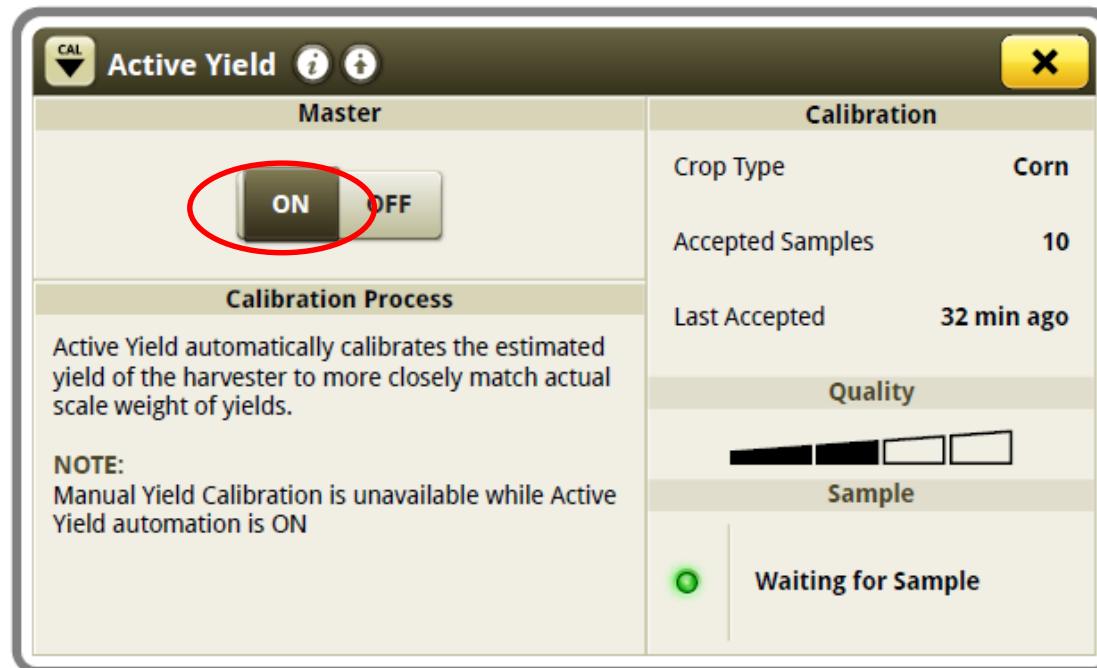 CAL
Active Yield
Master
ON OFF
Calibration Process
Active Yield automatically calibrates the estimated
yield of the harvester to more closely match actual
scale weight of yields.
NOTE:
Manual Yield Calibration is unavailable while Active
Yield automation is ON
Calibration
Crop Type Corn
Accepted Samples 10
Last Accepted 32 min ago
Quality
Sample
Waiting for Sample